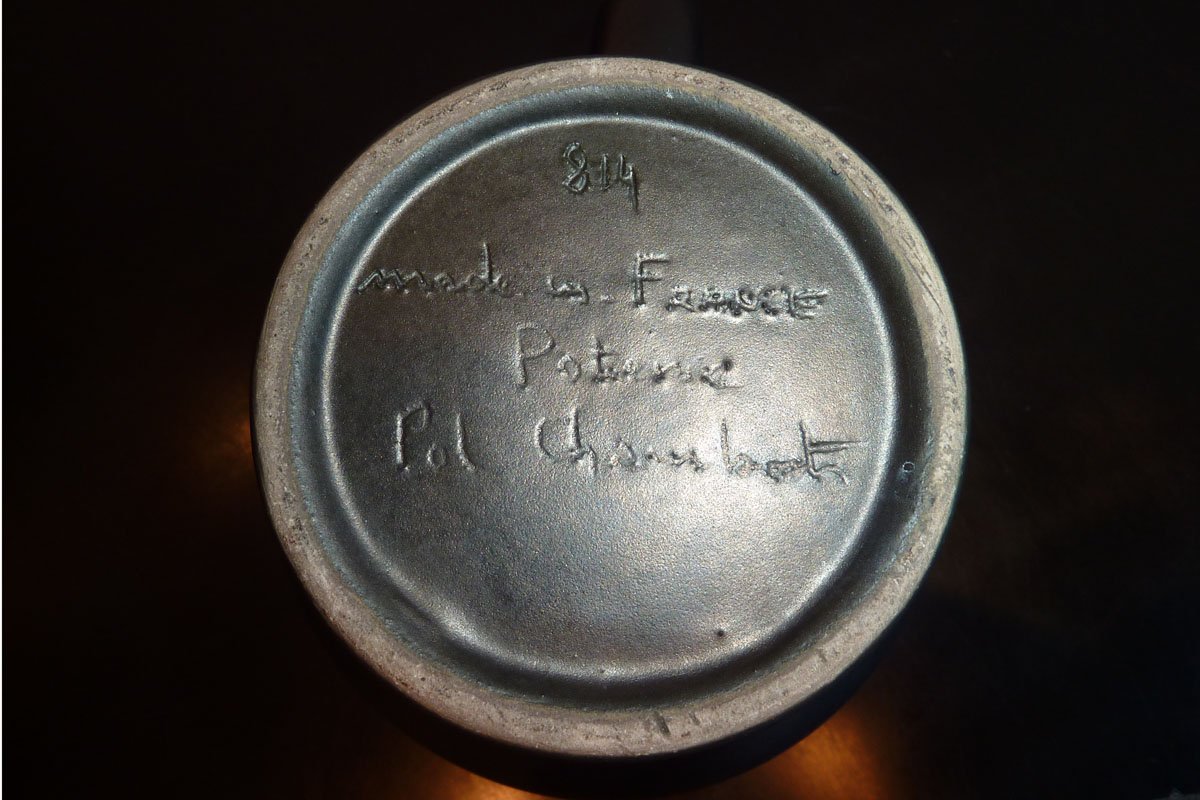 814
made in France
Poterie
Pol Chambost